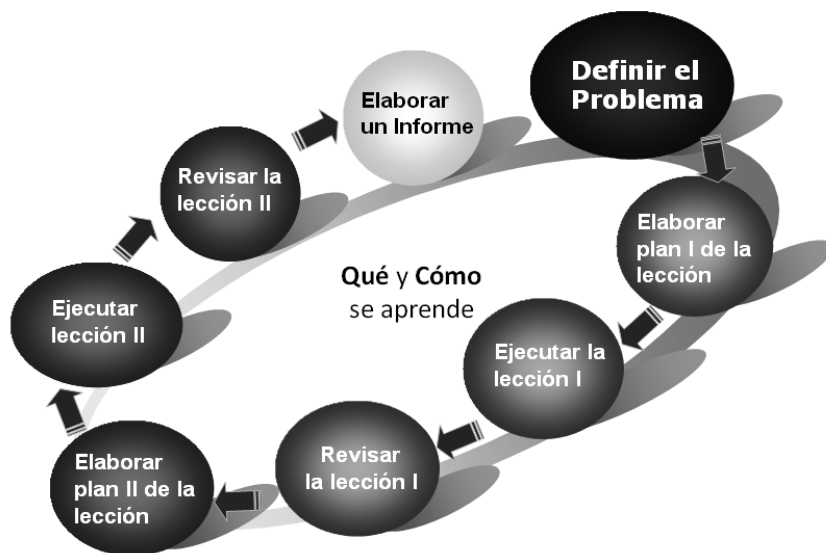 Definir el
Problema
Elaborar
plan I de la
lección
Ejecutar la
lección I
Revisar
la lección I
Elaborar
plan II de la
lección
Ejecutar
lección II
Revisar la
lección II
Elaborar
un Informe
Qué y Cómo
se aprende